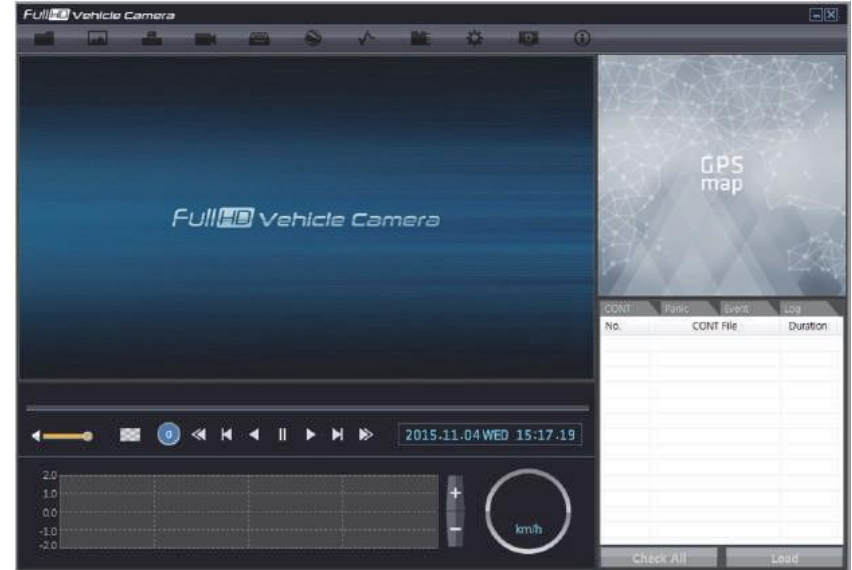 Full HD Vehicle Camera
Full HD Vehicle Camera
GPS
map
CONT Panic Event Log
No. CONT File Duration
0
2015.11.04 WED 15:17.19
2.0
1.0
0.0
-1.0
-2.0
+
−
km/h
Check All Load